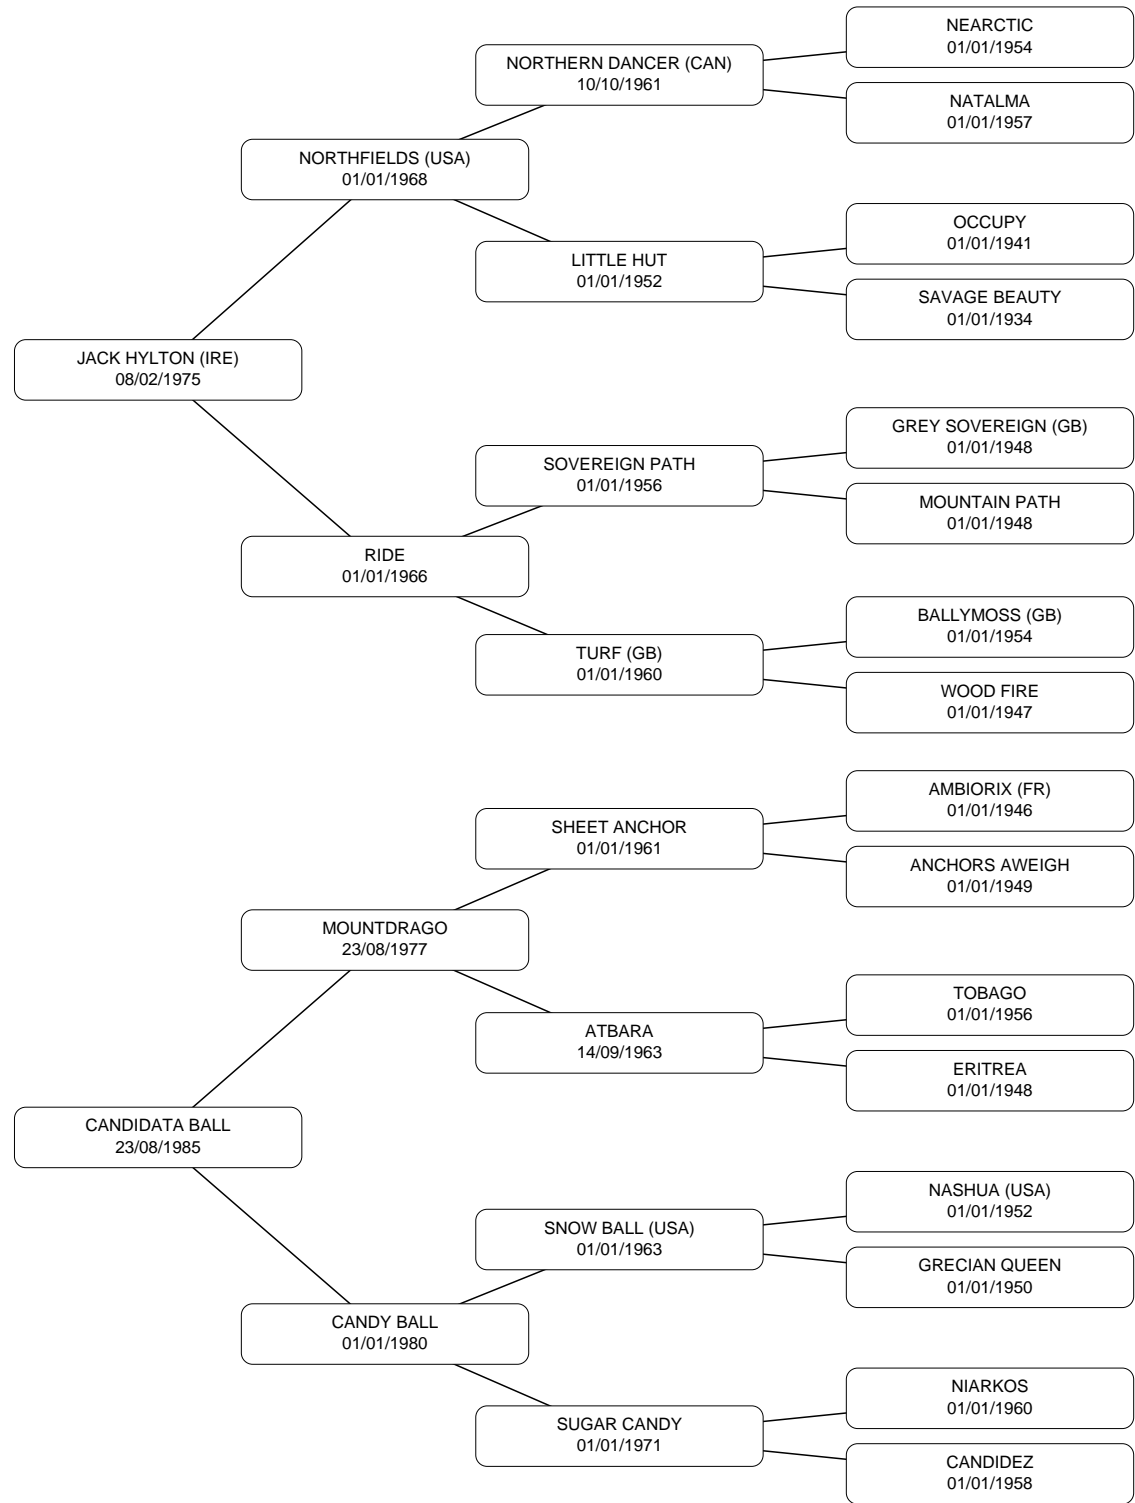 NEARCTIC
01/01/1954
NORTHERN DANCER (CAN)
10/10/1961
NATALMA
01/01/1957
NORTHFIELDS (USA)
01/01/1968
OCCUPY
01/01/1941
LITTLE HUT
01/01/1952
SAVAGE BEAUTY
01/01/1934
JACK HYLTON (IRE)
08/02/1975
GREY SOVEREIGN (GB)
01/01/1948
SOVEREIGN PATH
01/01/1956
MOUNTAIN PATH
01/01/1948
RIDE
01/01/1966
BALLYMOSS (GB)
01/01/1954
TURF (GB)
01/01/1960
WOOD FIRE
01/01/1947
AMBIORIX (FR)
01/01/1946
SHEET ANCHOR
01/01/1961
ANCHORS AWEIGH
01/01/1949
MOUNTDRAGO
23/08/1977
TOBAGO
01/01/1956
ATBARA
14/09/1963
ERITREA
01/01/1948
CANDIDATA BALL
23/08/1985
NASHUA (USA)
01/01/1952
SNOW BALL (USA)
01/01/1963
GRECIAN QUEEN
01/01/1950
CANDY BALL
01/01/1980
NIARKOS
01/01/1960
SUGAR CANDY
01/01/1971
CANDIDEZ
01/01/1958